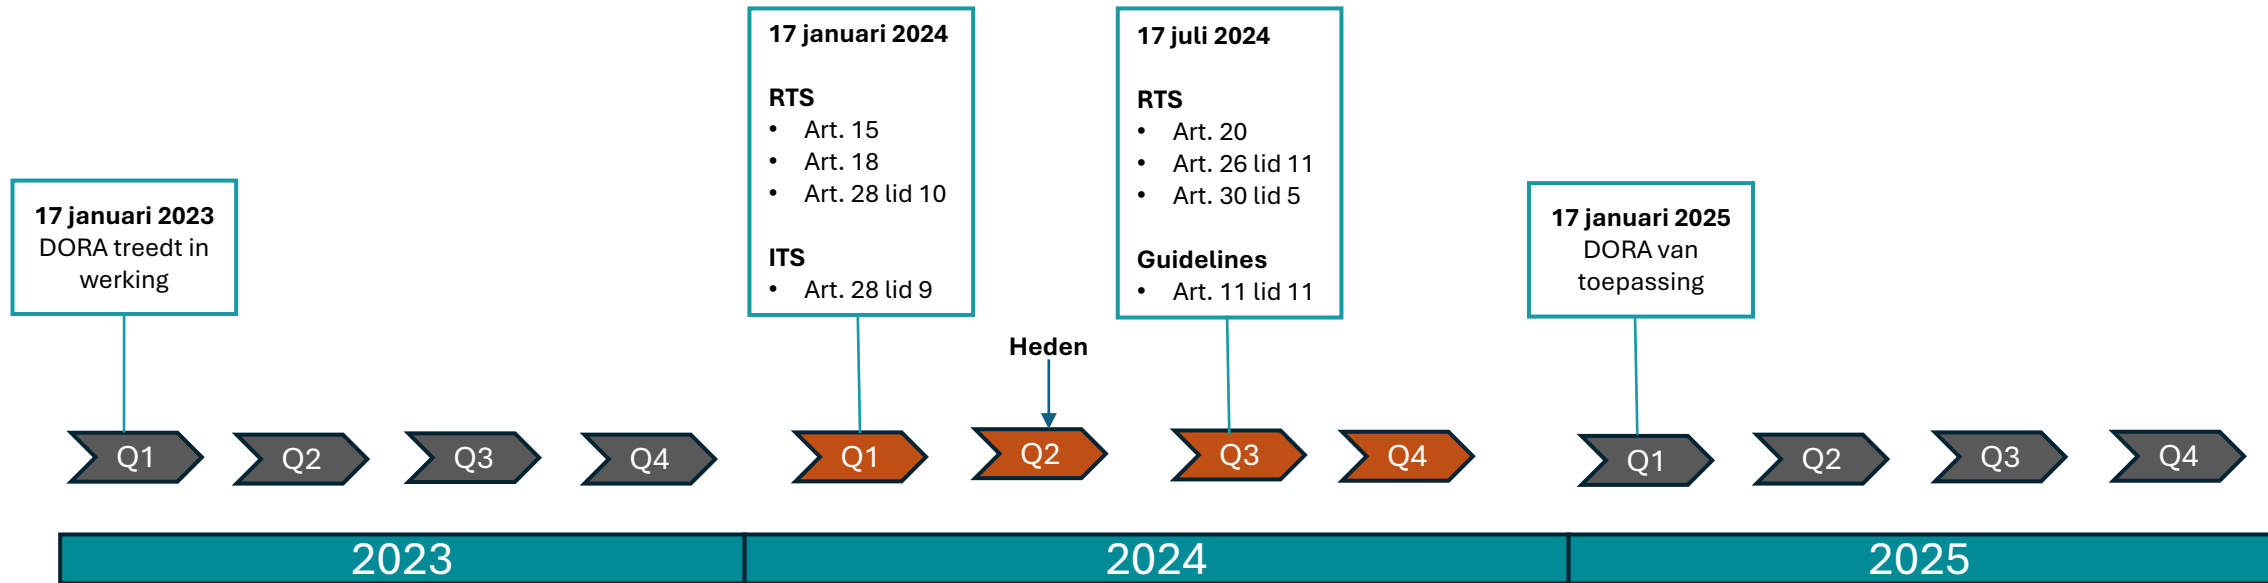 17 januari 2023
DORA treedt in
werking
17 januari 2024
RTS
• Art. 15
• Art. 18
• Art. 28 lid 10
ITS
• Art. 28 lid 9
Heden
17 juli 2024
RTS
• Art. 20
• Art. 26 lid 11
• Art. 30 lid 5
Guidelines
• Art. 11 lid 11
17 januari 2025
DORA van
toepassing
Q1
Q2
Q3
Q4
Q1
Q2
Q3
Q4
Q1
Q2
Q3
Q4
2023
2024
2025